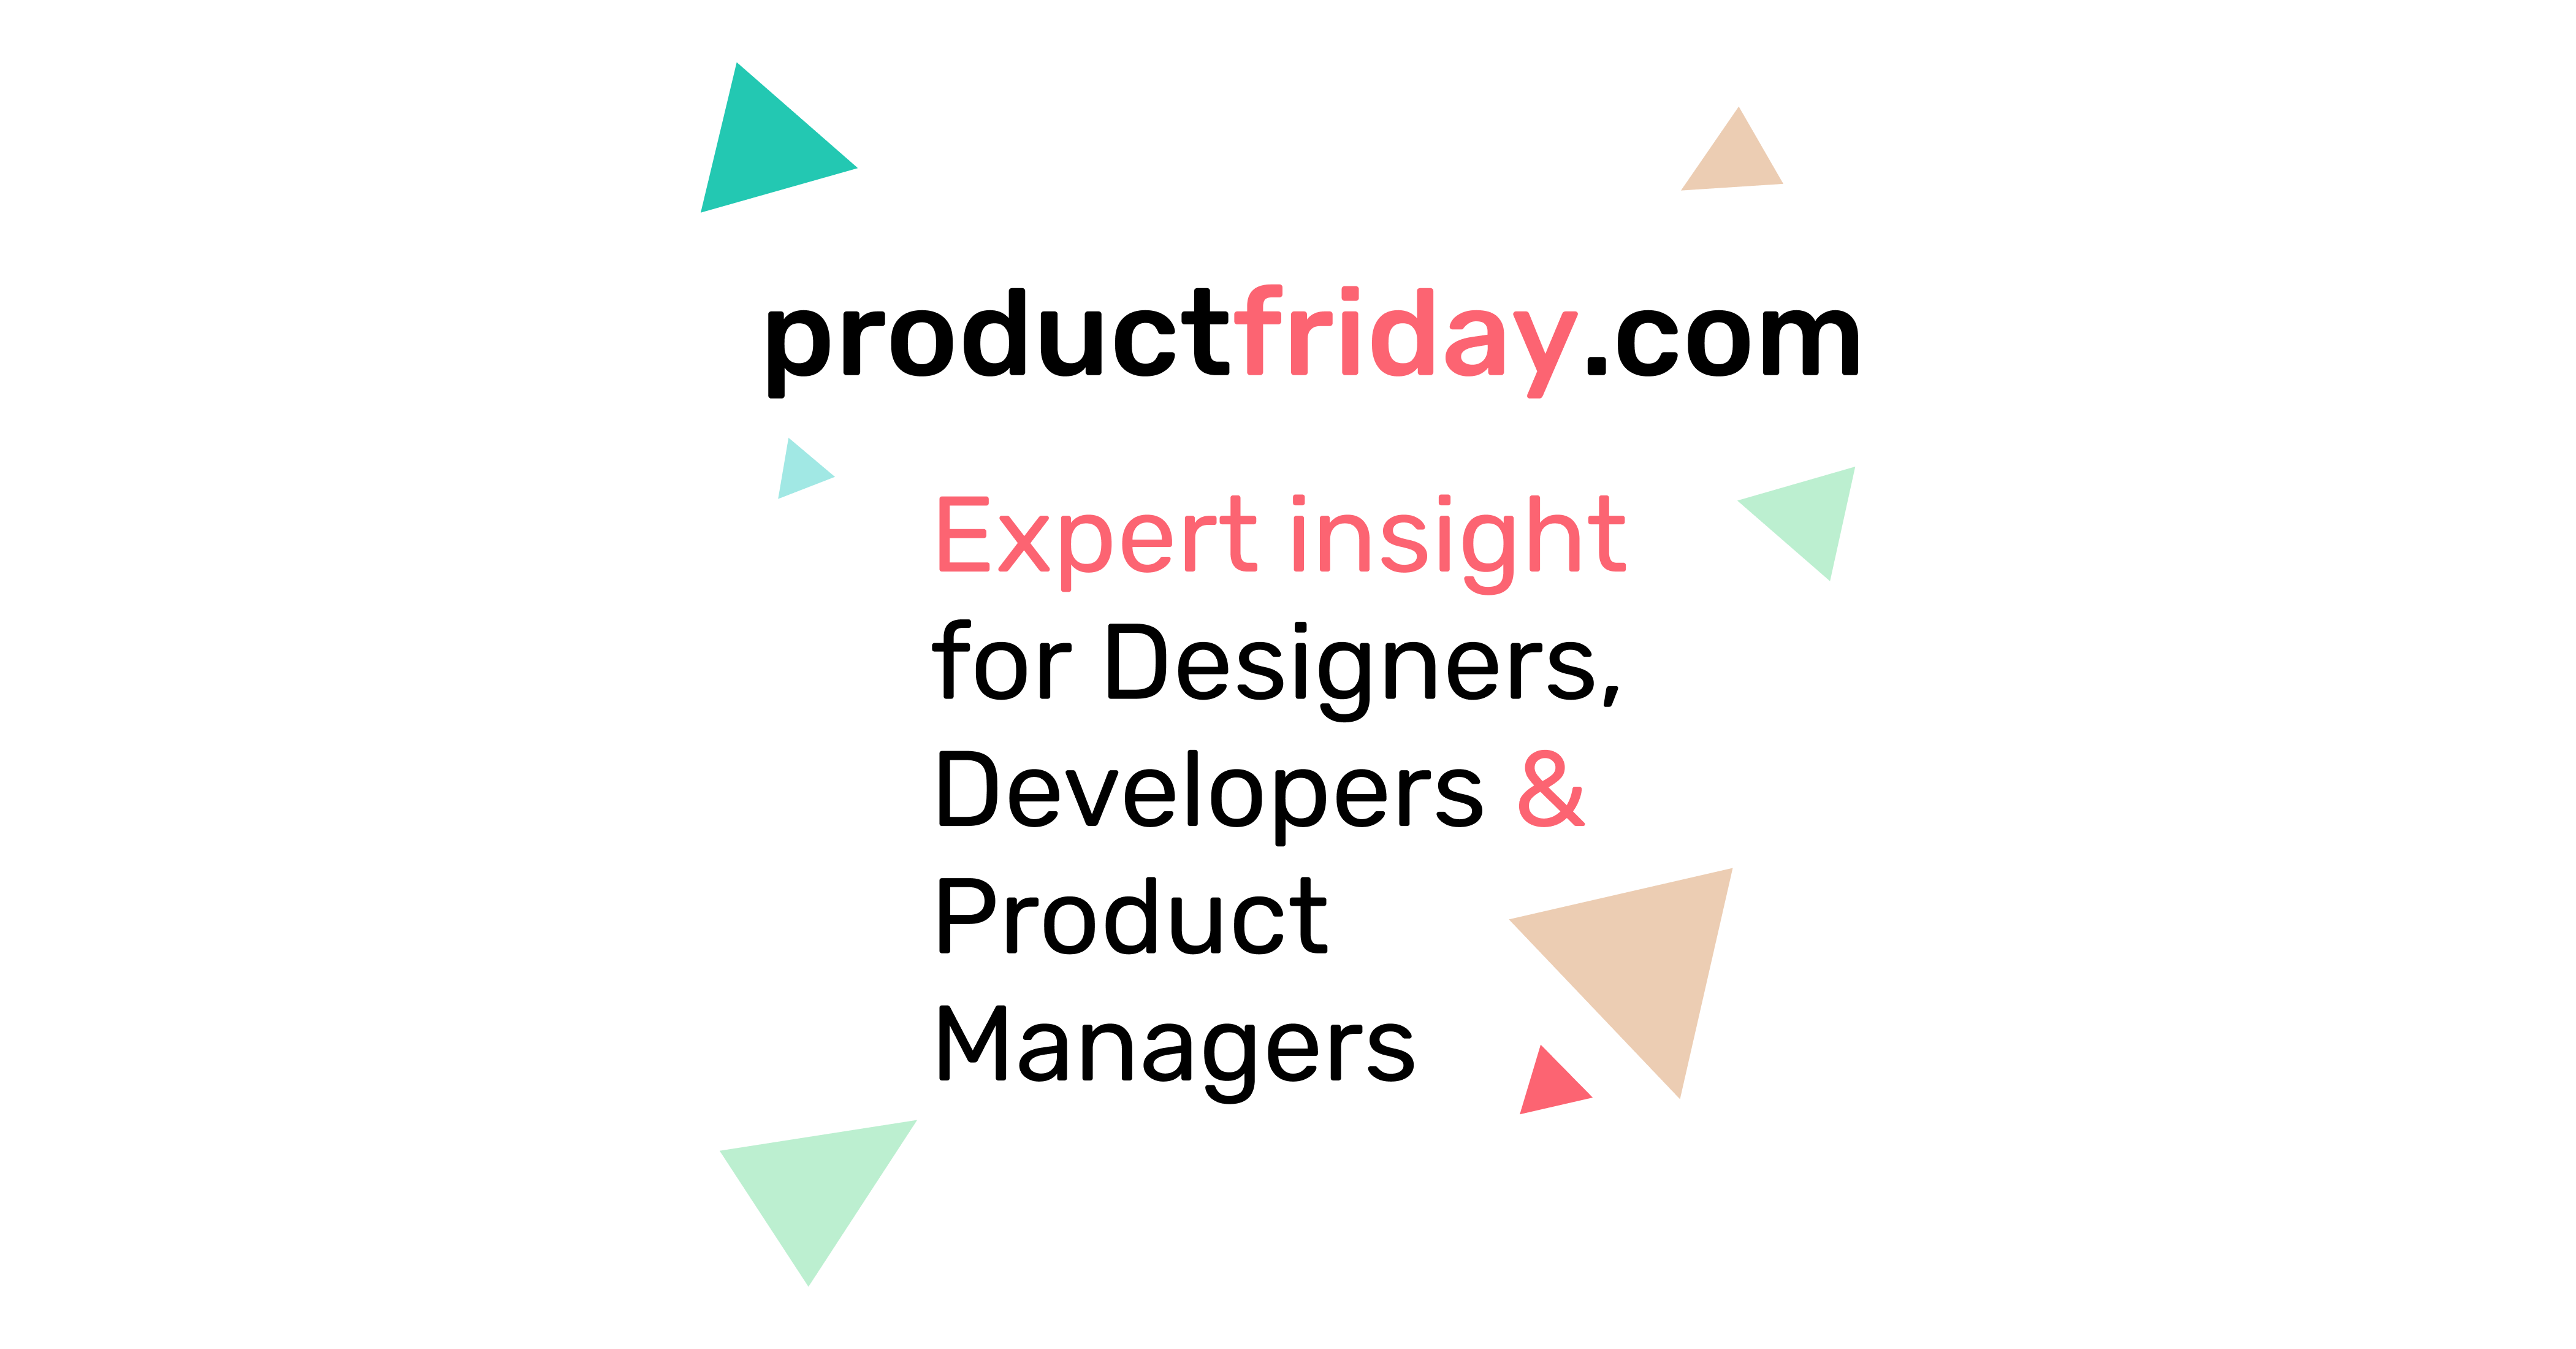 productfriday.com
Expert insight
for Designers,
Developers &
Product
Managers